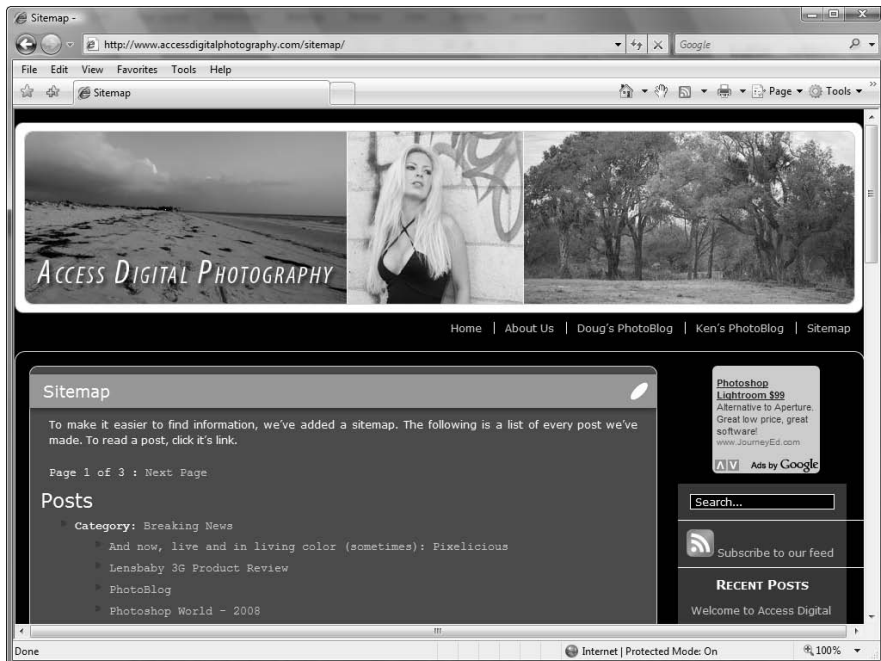 Sitemap -
http://www.accessdigitalphotography.com/sitemap/
Google
File Edit View Favorites Tools Help
Sitemap
Page Tools
ACCESS DIGITAL PHOTOGRAPHY
Home | About Us | Doug's PhotoBlog | Ken's PhotoBlog | Sitemap
Sitemap
To make it easier to find information, we've added a sitemap. The following is a list of every post we've
made. To read a post, click it's link.
Page 1 of 3 : Next Page
Posts
Category: Breaking News
And now, live and in living color (sometimes): Pixelicious
Lensbaby 3G Product Review
PhotoBlog
Photoshop World - 2008
Photoshop
Lightroom $99
Alternative to Aperture.
Great low price, great
software!
www.JourneyEd.com
Ads by Google
Search...
Subscribe to our feed
RECENT POSTS
Welcome to Access Digital
Done
Internet | Protected Mode: On
100%